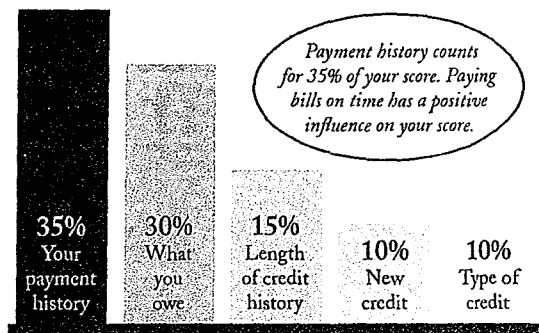 Payment history counts
for 35% of your score. Paying
bills on time has a positive
influence on your score.
35%
Your
payment
history
30%
What
you
owe
15%
Length
of credit
history
10%
New
credit
10%
Type of
credit